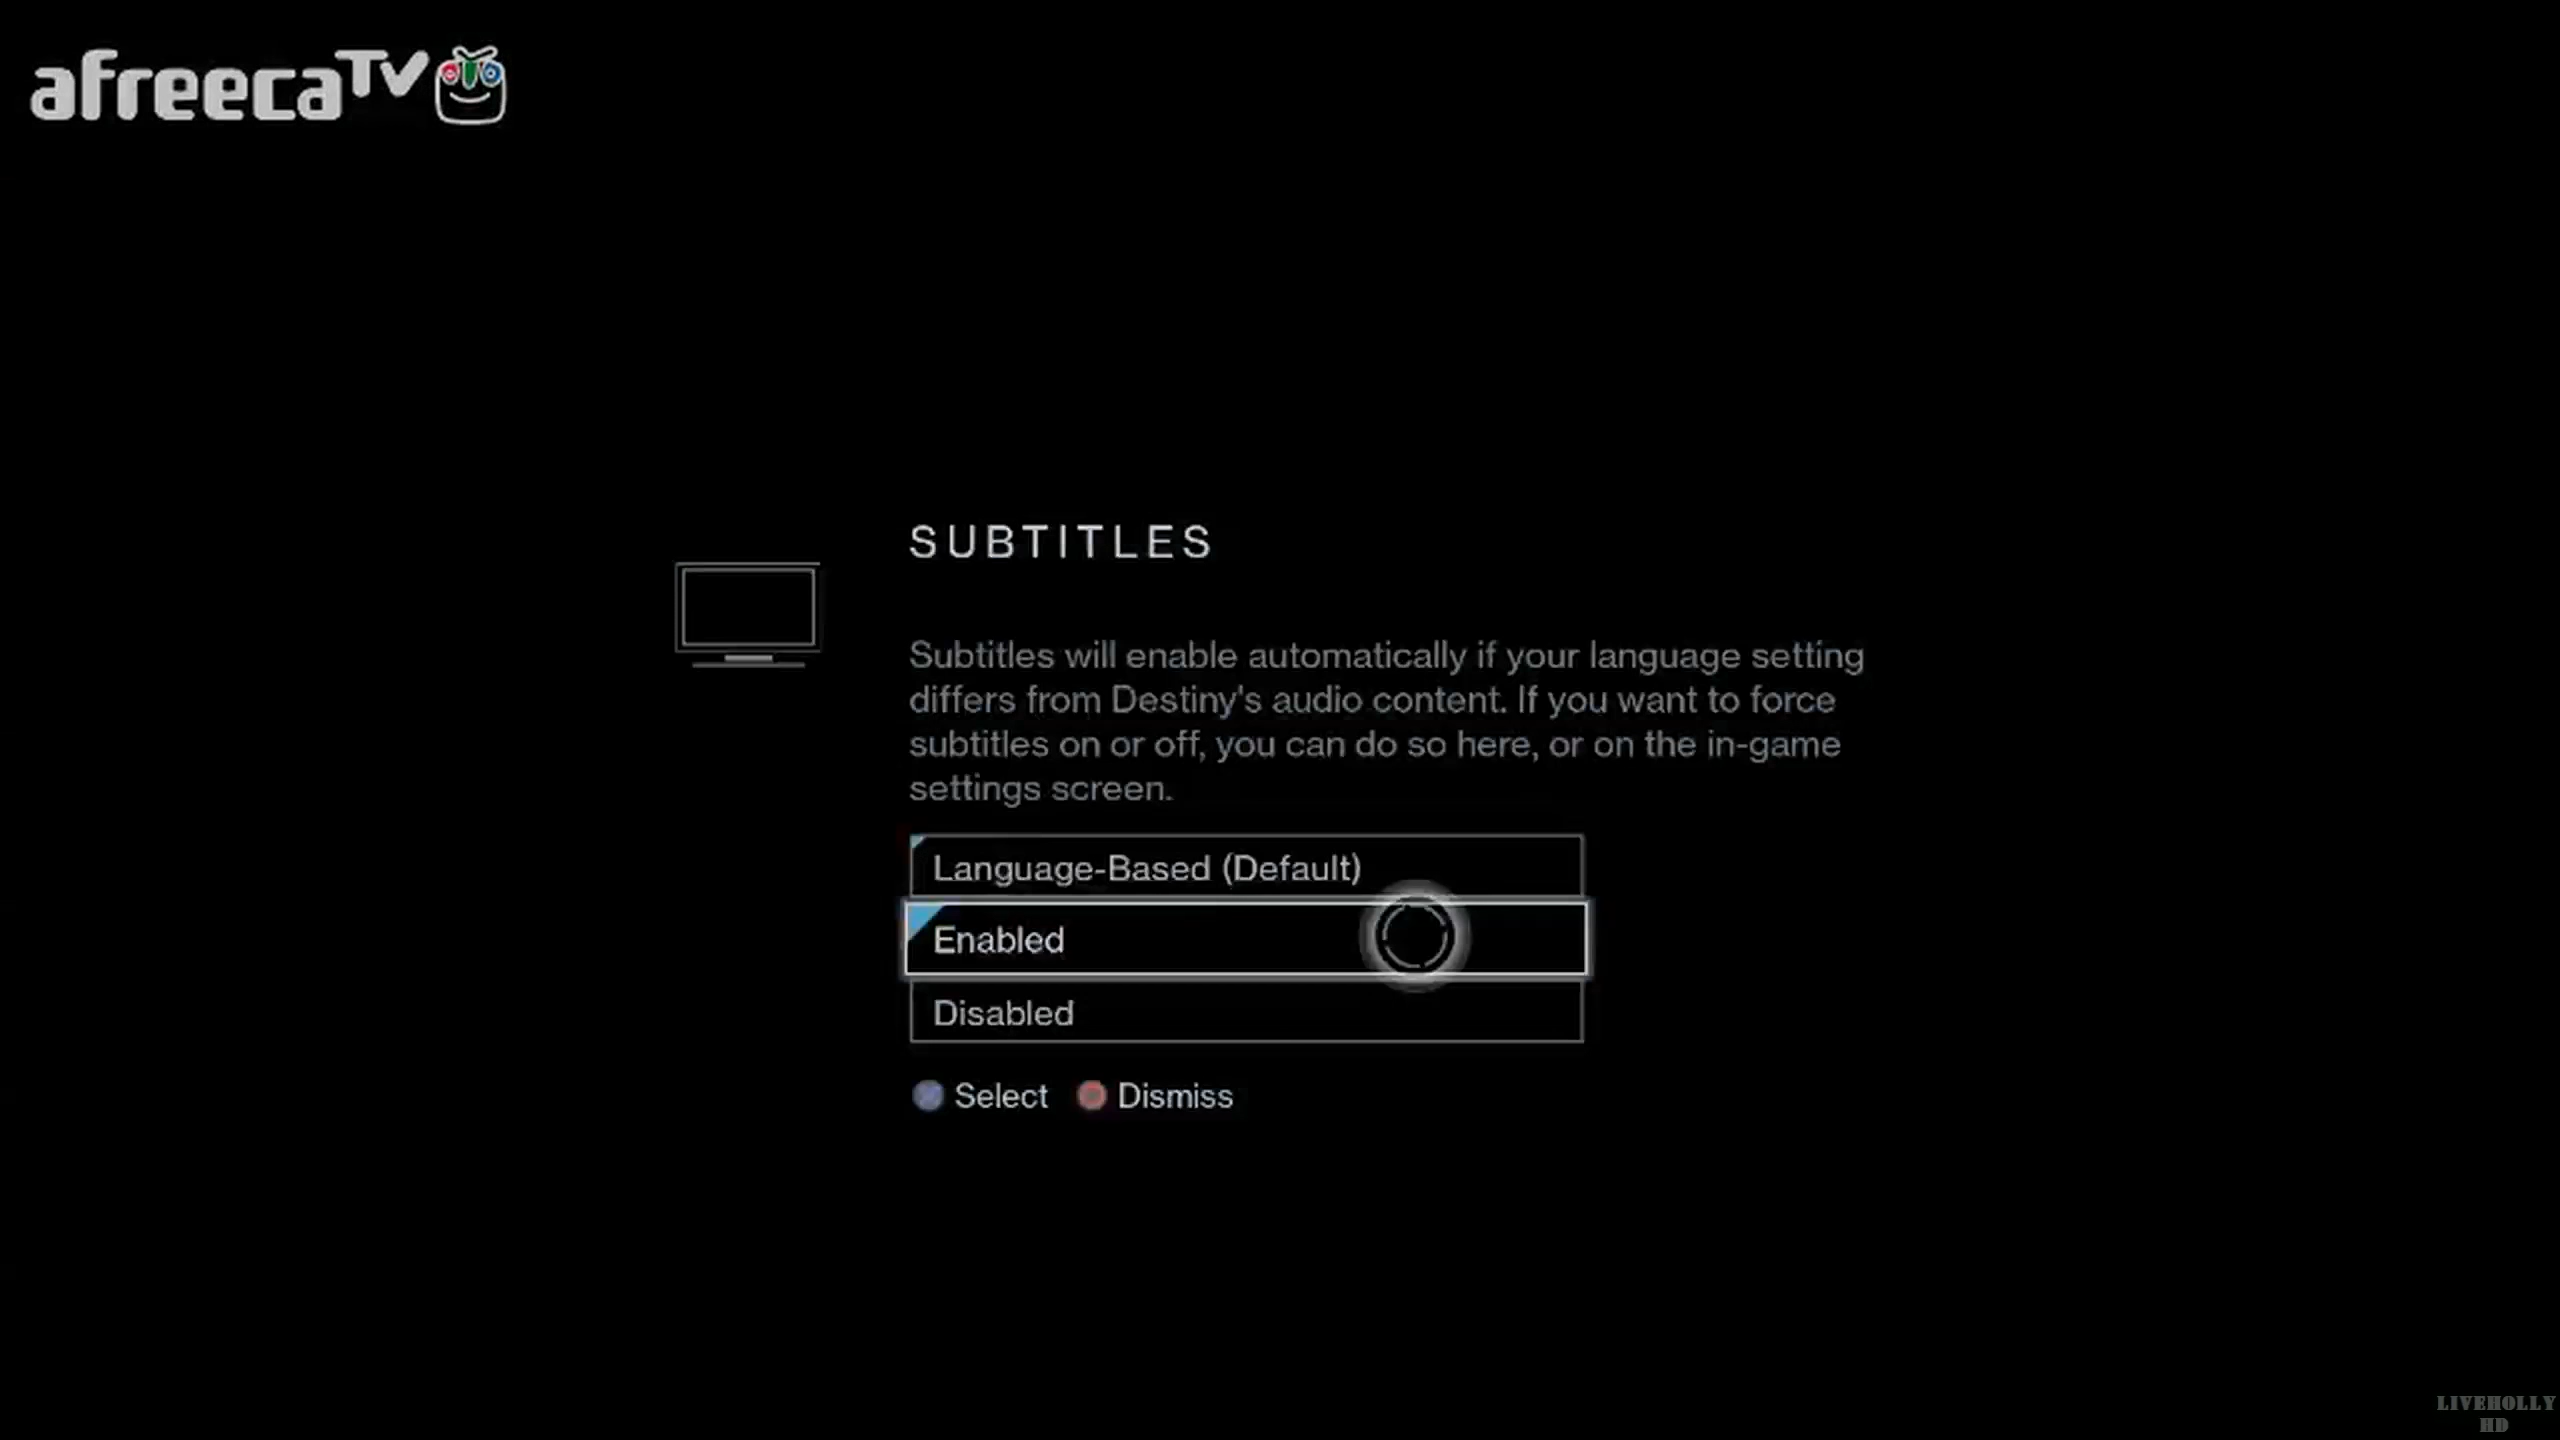 afreecaTV
SUBTITLES
Subtitles will enable automatically if your language setting
differs from Destiny's audio content. If you want to force
subtitles on or off, you can do so here, or on the in-game
settings screen.
Language-Based (Default)
Enabled
Disabled
Select Dismiss
LIVEHOLLY
HD